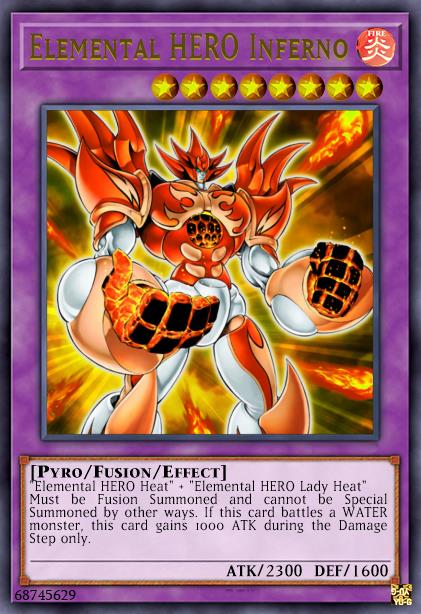 ELEMENTAL HERO INFERNO
FIRE
炎
[PYRO/FUSION/EFFECT]
"Elemental HERO Heat" + "Elemental HERO Lady Heat"
Must be Fusion Summoned and cannot be Special
Summoned by other ways. If this card battles a WATER
monster, this card gains 1000 ATK during the Damage
Step only.
ATK/2300 DEF/1600
68745629